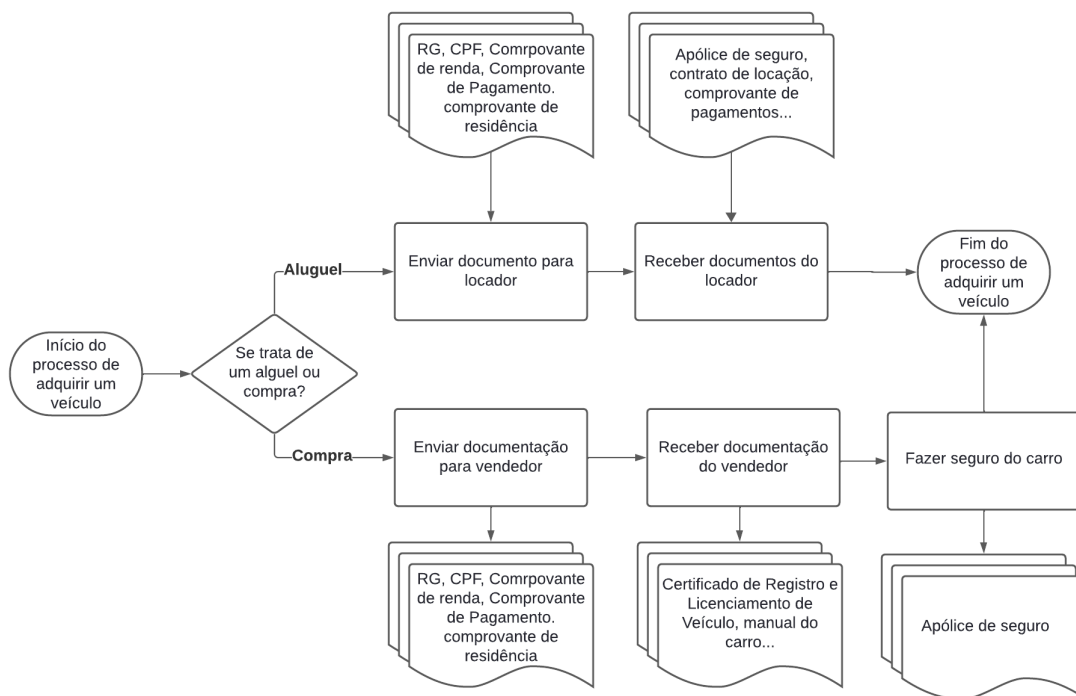 RG, CPF, Comrpovante
de renda, Comprovante
de Pagamento.
comprovante de
residência
Apólice de seguro,
contrato de locação,
comprovante de
pagamentos...
Aluguel
Enviar documento para
locador
Receber documentos do
locador
Fim do
processo de
adquirir um
veículo
Início do
processo de
adquirir um
veículo
Se trata de
um alguel ou
compra?
Compra
Enviar documentação
para vendedor
Receber documentação
do vendedor
Fazer seguro do carro
RG, CPF, Comrpovante
de renda, Comprovante
de Pagamento.
comprovante de
residência
Certificado de Registro e
Licenciamento de
Veículo, manual do
carro...
Apólice de seguro